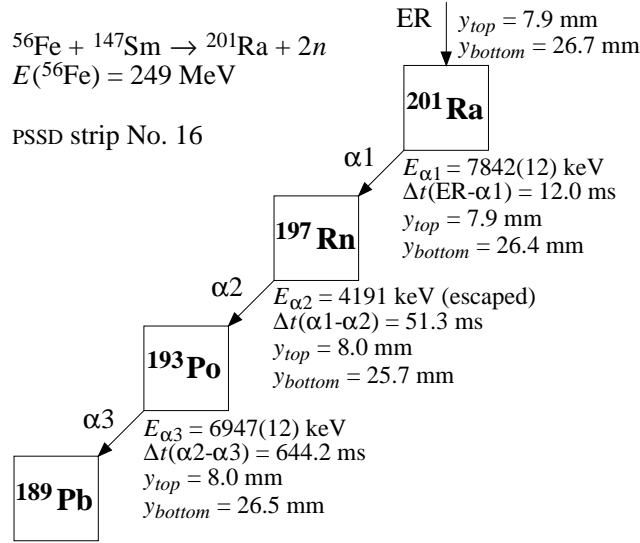 ⁵⁶Fe + ¹⁴⁷Sm → ²⁰¹Ra + 2n
E(⁵⁶Fe) = 249 MeV
PSSD strip No. 16
ER
y_top = 7.9 mm
y_bottom = 26.7 mm
²⁰¹Ra
α1
E_α1 = 7842(12) keV
Δt(ER-α1) = 12.0 ms
y_top = 7.9 mm
y_bottom = 26.4 mm
¹⁹⁷Rn
α2
E_α2 = 4191 keV (escaped)
Δt(α1-α2) = 51.3 ms
y_top = 8.0 mm
y_bottom = 25.7 mm
¹⁹³Po
α3
E_α3 = 6947(12) keV
Δt(α2-α3) = 644.2 ms
y_top = 8.0 mm
y_bottom = 26.5 mm
¹⁸⁹Pb